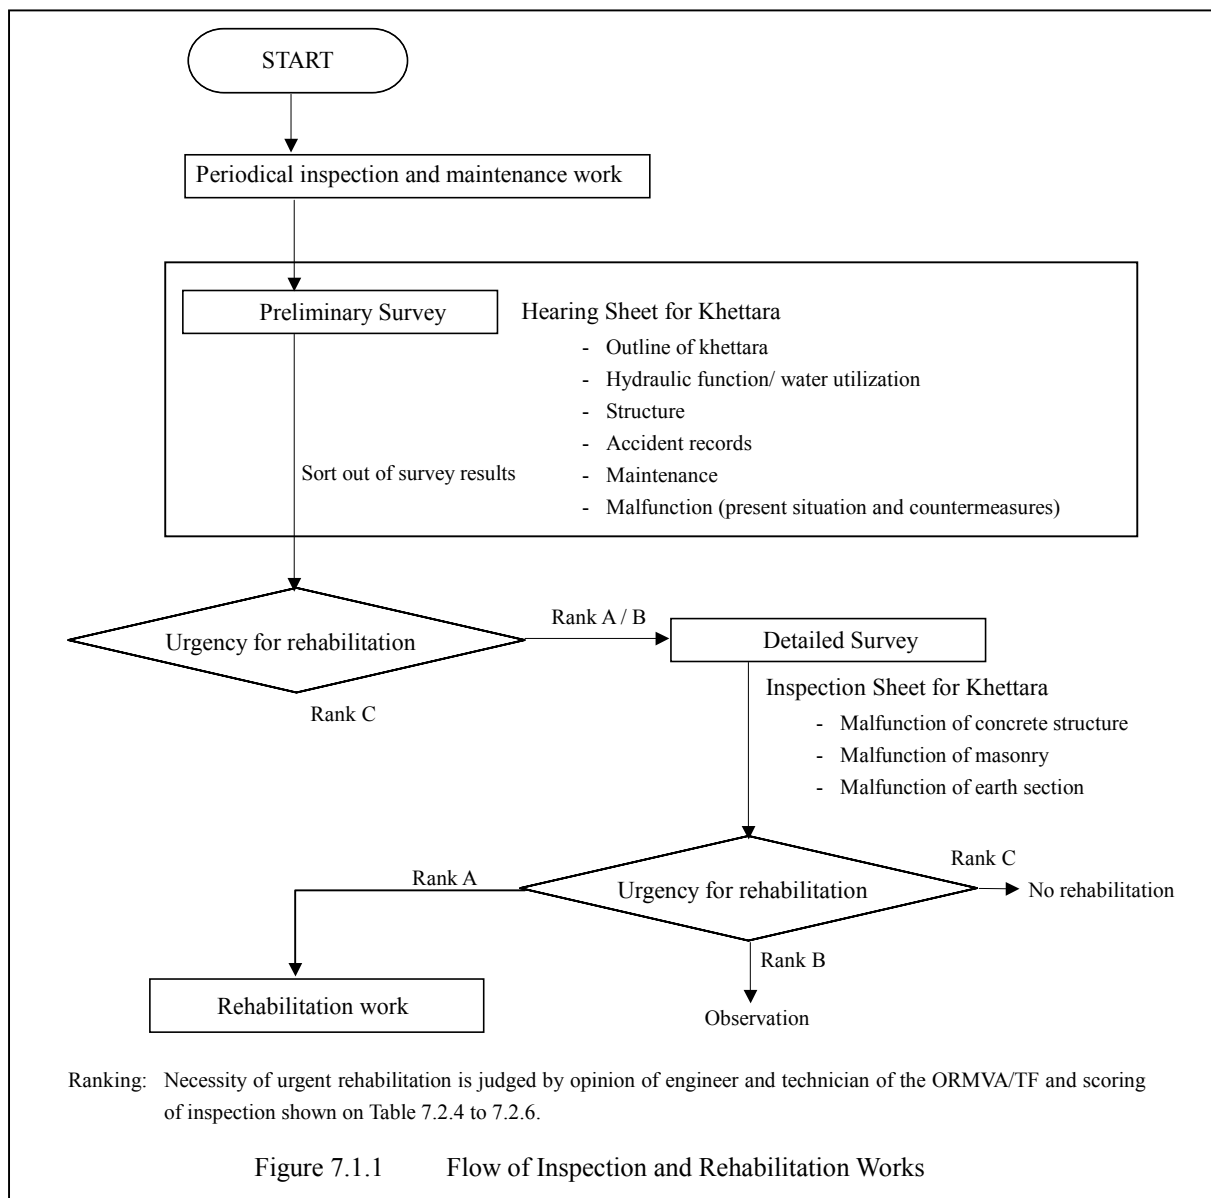 START
Periodical inspection and maintenance work
Preliminary Survey
Hearing Sheet for Khettara
- Outline of khettara
- Hydraulic function/ water utilization
- Structure
- Accident records
- Maintenance
- Malfunction (present situation and countermeasures)
Sort out of survey results
Urgency for rehabilitation
Rank A / B
Rank C
Detailed Survey
Inspection Sheet for Khettara
- Malfunction of concrete structure
- Malfunction of masonry
- Malfunction of earth section
Urgency for rehabilitation
Rank A
Rank C
No rehabilitation
Rank B
Observation
Rehabilitation work
Ranking: Necessity of urgent rehabilitation is judged by opinion of engineer and technician of the ORMVA/TF and scoring
of inspection shown on Table 7.2.4 to 7.2.6.
Figure 7.1.1 Flow of Inspection and Rehabilitation Works